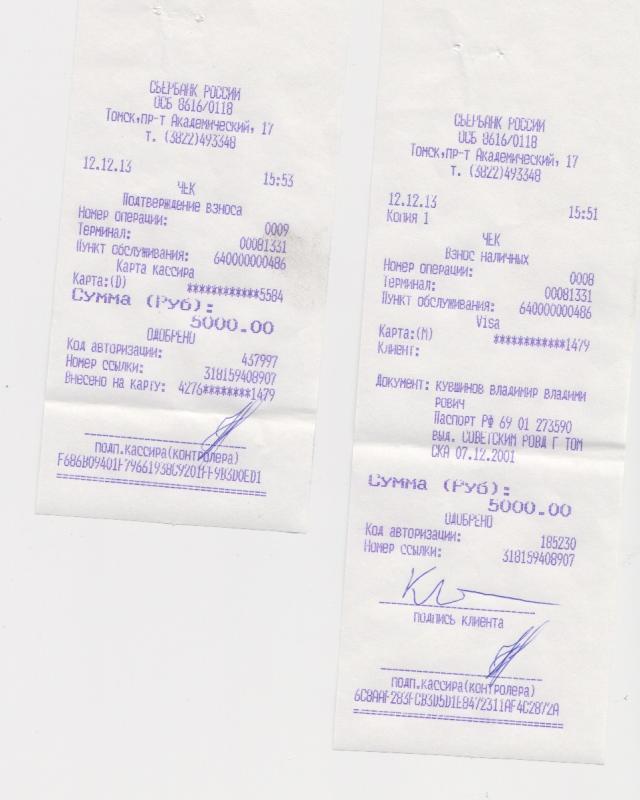 СБЕРБАНК РОССИИ
ОСБ 8616/0118
Томск,пр-т Академический, 17
т. (3822)493348
12.12.13 15:53
ЧЕК
Подтверждение взноса
Номер операции: 0009
Терминал: 00081331
Пункт обслуживания: 640000000486
Карта кассира
Карта:(D) ************5584
Сумма (Руб):
5000.00
ОДОБРЕНО
Код авторизации: 437997
Номер ссылки: 318159408907
Внесено на карту: 4276********1479
подп.кассира(контролера)
СБЕРБАНК РОССИИ
ОСБ 8616/0118
Томск,пр-т Академический, 17
т. (3822)493348
12.12.13 15:51
Копия 1
ЧЕК
Взнос наличных
Номер операции: 0008
Терминал: 00081331
Пункт обслуживания: 640000000486
Visa
Карта:(M) ************1479
Клиент:
Документ: КУВШИНОВ ВЛАДИМИР ВЛАДИМИ
РОВИЧ
Паспорт РФ 69 01 273590
выд. СОВЕТСКИМ РОВД Г ТОМ
СКА 07.12.2001
Сумма (Руб):
5000.00
ОДОБРЕНО
Код авторизации: 185230
Номер ссылки: 318159408907
подпись клиента
подп.кассира(контролера)